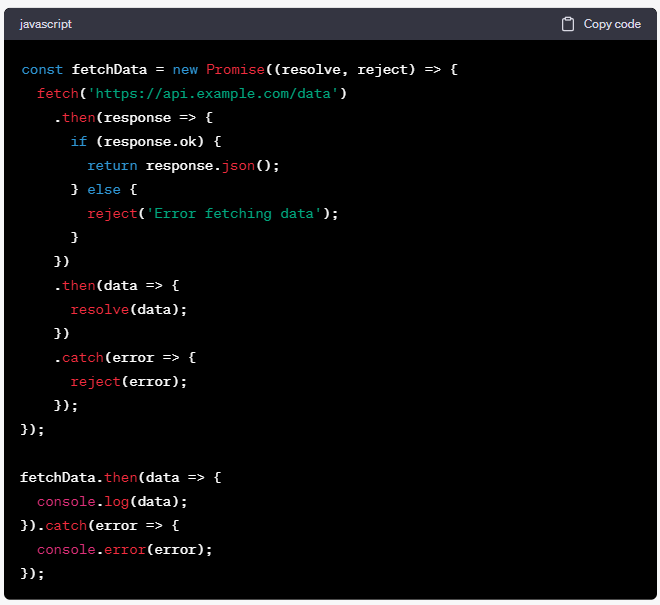 javascript
Copy code
const fetchData = new Promise((resolve, reject) => {
  fetch('https://api.example.com/data')
    .then(response => {
      if (response.ok) {
        return response.json();
      } else {
        reject('Error fetching data');
      }
    })
    .then(data => {
      resolve(data);
    })
    .catch(error => {
      reject(error);
    });
});

fetchData.then(data => {
  console.log(data);
}).catch(error => {
  console.error(error);
});